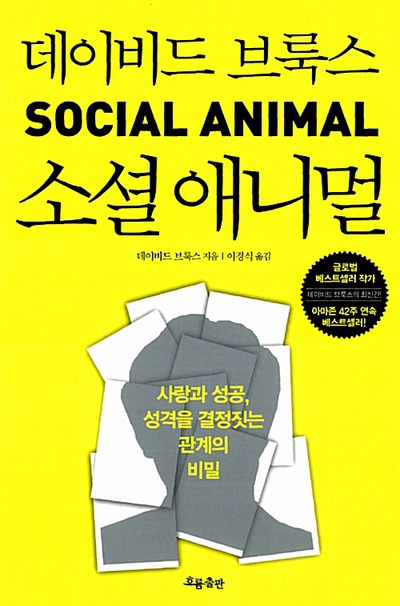 데이비드 브룩스
SOCIAL ANIMAL
소셜 애니멀
데이비드 브룩스 지음 | 이경식 옮김
글로벌
베스트셀러 작가
데이비드 브룩스의 최신간!
아마존 42주 연속
베스트셀러!
사랑과 성공,
성격을 결정짓는
관계의
비밀
흐름출판